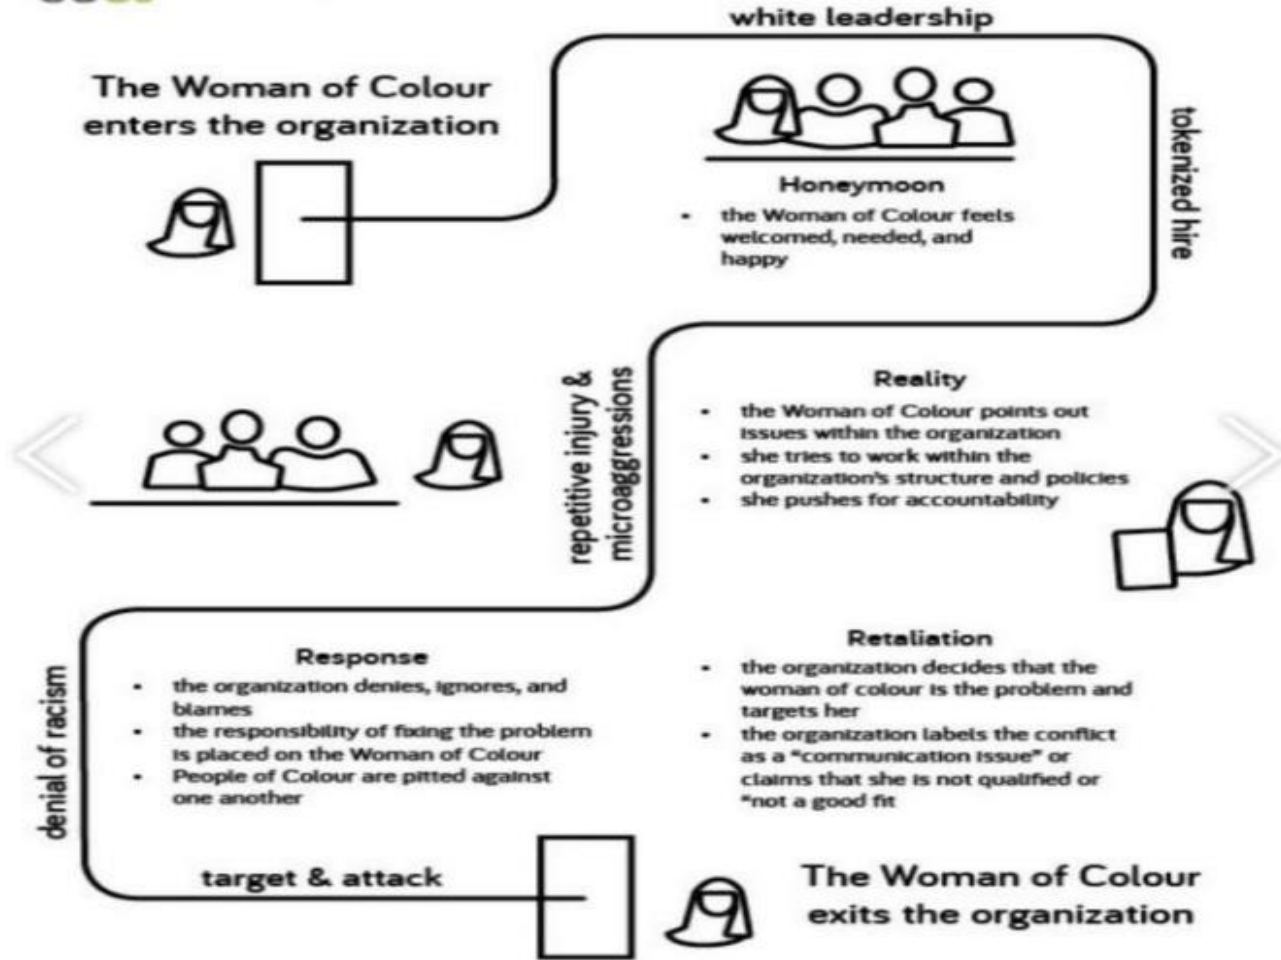 white leadership
The Woman of Colour
enters the organization
tokenized hire
Honeymoon
• the Woman of Colour feels
welcomed, needed, and
happy
repetitive injury &
microaggressions
Reality
• the Woman of Colour points out
issues within the organization
• she tries to work within the
organization's structure and policies
• she pushes for accountability
denial of racism
Response
• the organization denies, ignores, and
blames
• the responsibility of fixing the problem
is placed on the Woman of Colour
• People of Colour are pitted against
one another
Retaliation
• the organization decides that the
woman of colour is the problem and
targets her
• the organization labels the conflict
as a "communication issue" or
claims that she is not qualified or
"not a good fit
target & attack
The Woman of Colour
exits the organization